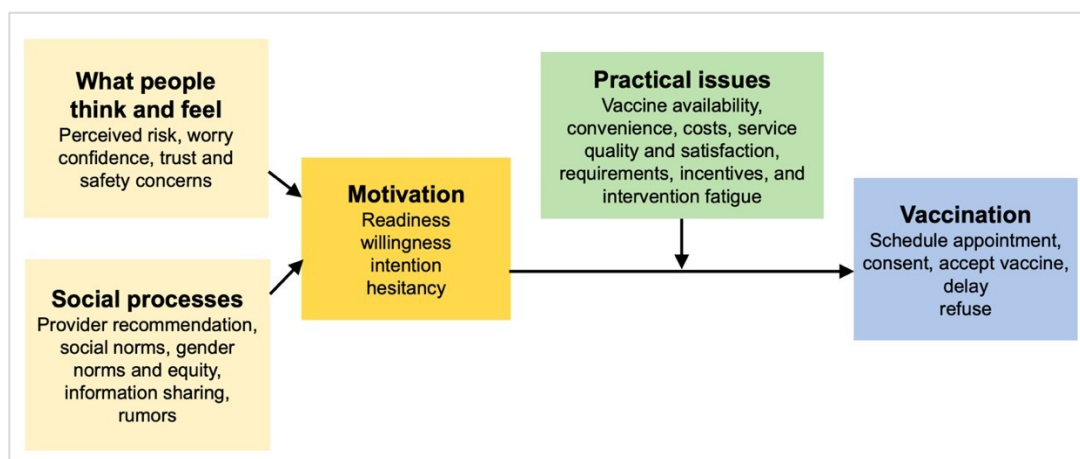 What people
think and feel
Perceived risk, worry
confidence, trust and
safety concerns
Social processes
Provider recommendation,
social norms, gender
norms and equity,
information sharing,
rumors
Motivation
Readiness
willingness
intention
hesitancy
Practical issues
Vaccine availability,
convenience, costs, service
quality and satisfaction,
requirements, incentives, and
intervention fatigue
Vaccination
Schedule appointment,
consent, accept vaccine,
delay
refuse